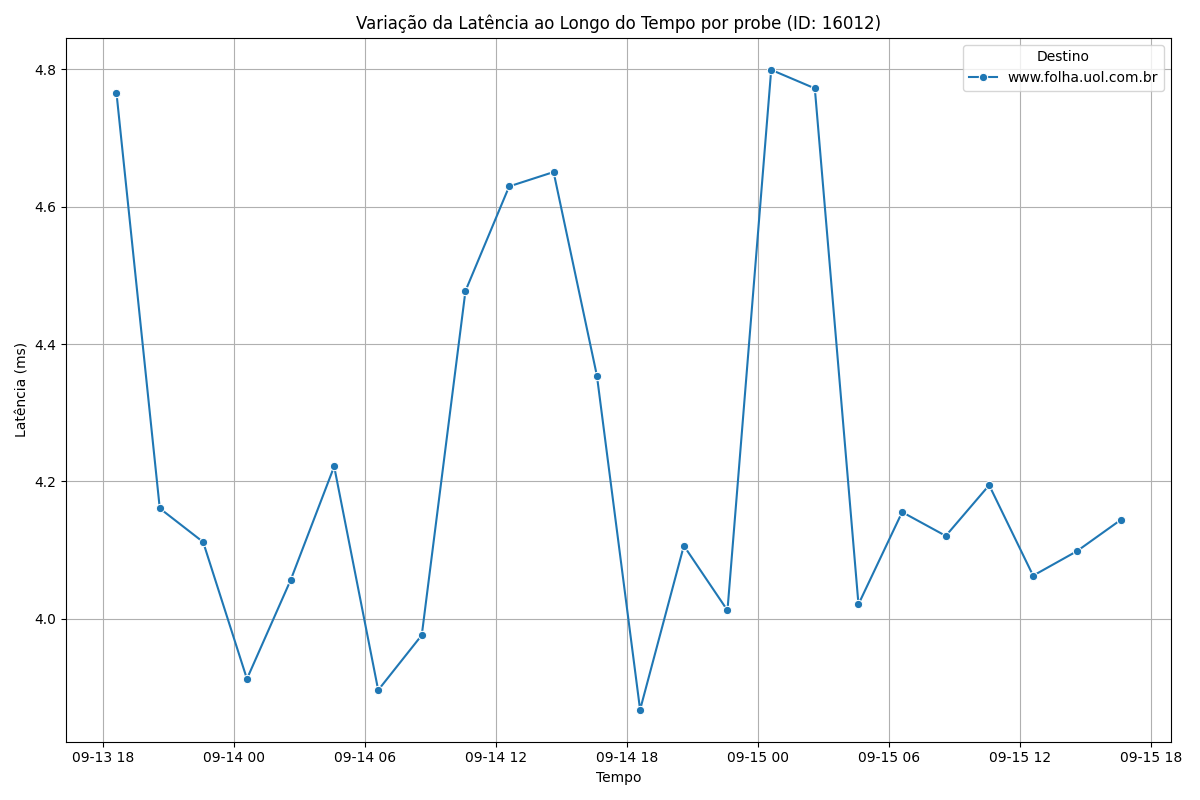 Variação da Latência ao Longo do Tempo por probe (ID: 16012)
Destino
www.folha.uol.com.br
Latência (ms)
4.8
4.6
4.4
4.2
4.0
09-13 18
09-14 00
09-14 06
09-14 12
09-14 18
09-15 00
09-15 06
09-15 12
09-15 18
Tempo